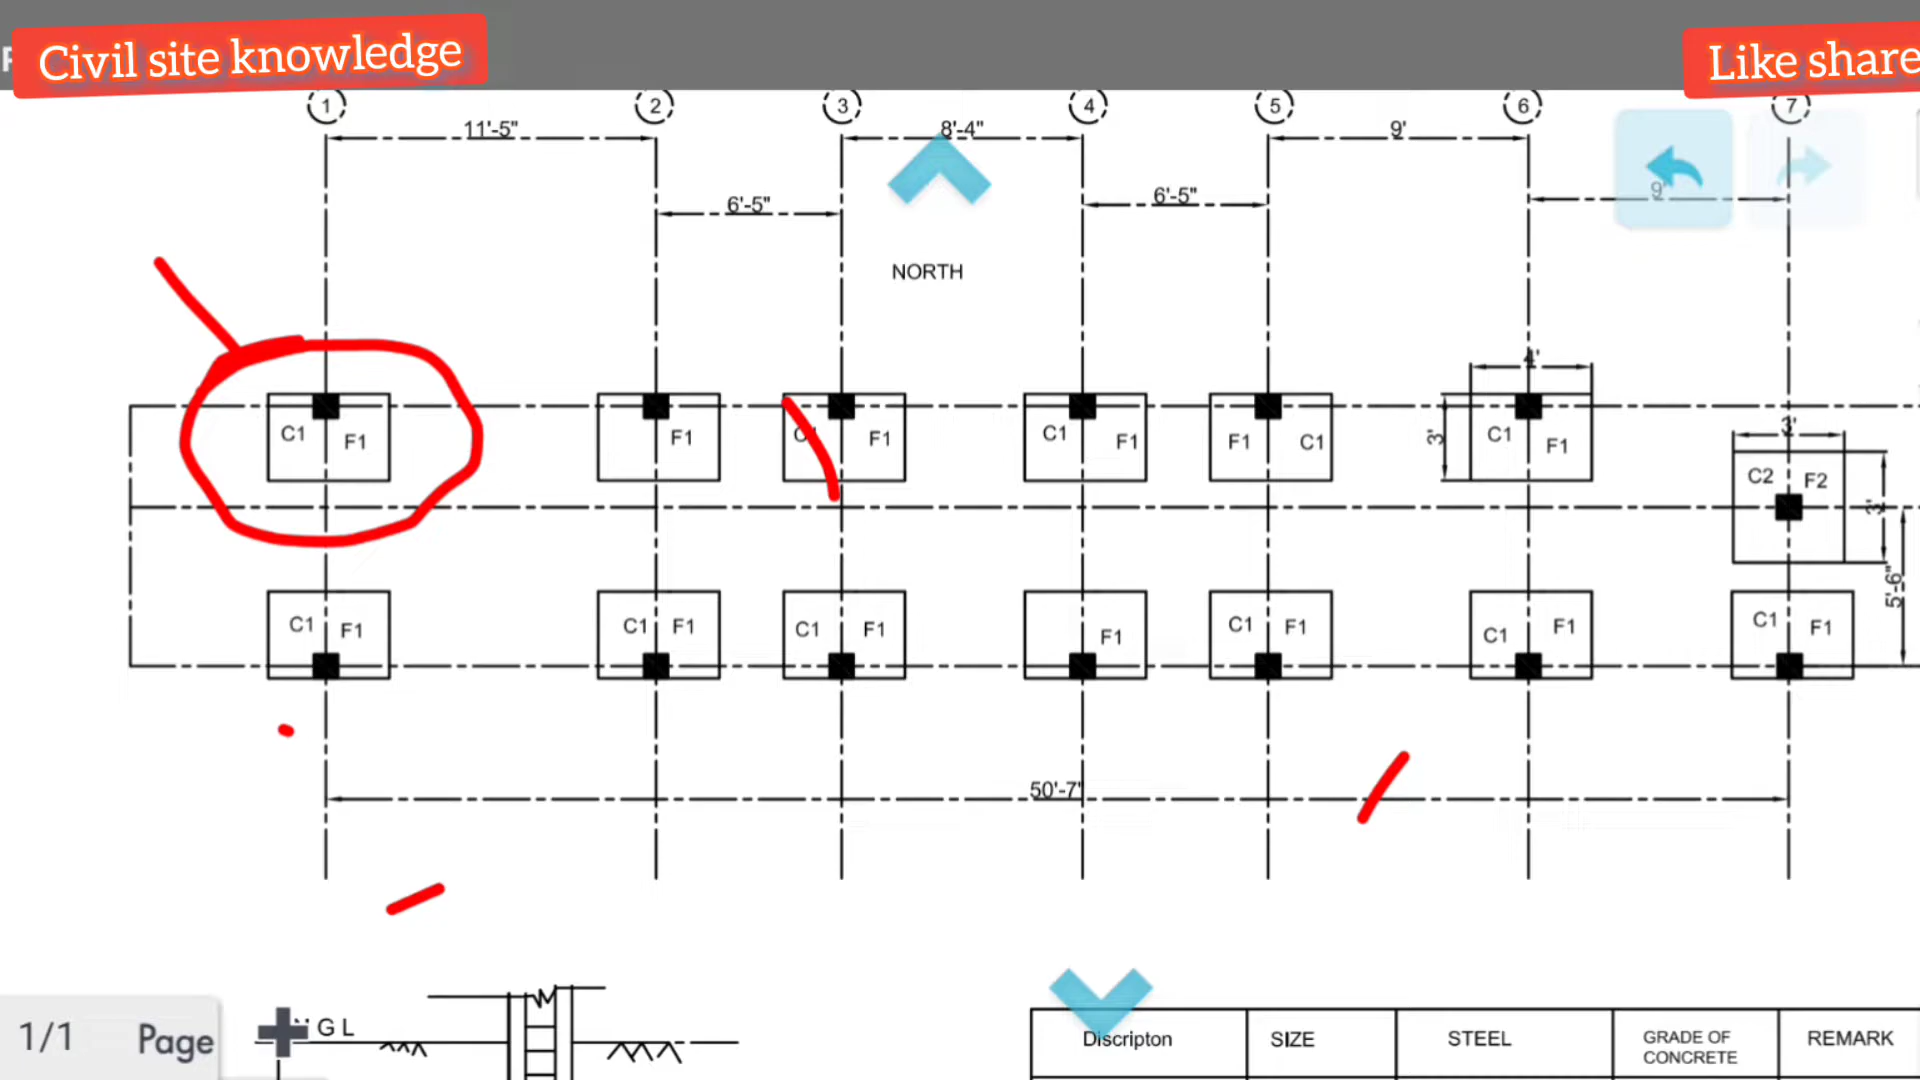 Civil site knowledge
Like share
1 2 3 4 5 6 7
11'-5" 8'-4" 9'
6'-5" 6'-5" 9'
NORTH
4'
3'
C1 F1 F1 F1 C1 F1 F1 C1 C1 F1
3'
C2 F2
3'
5'-6"
C1 F1 C1 F1 C1 F1 F1 C1 F1 C1 F1 C1 F1
50'-7'
1/1 Page
G L
Discripton SIZE STEEL GRADE OF CONCRETE REMARK